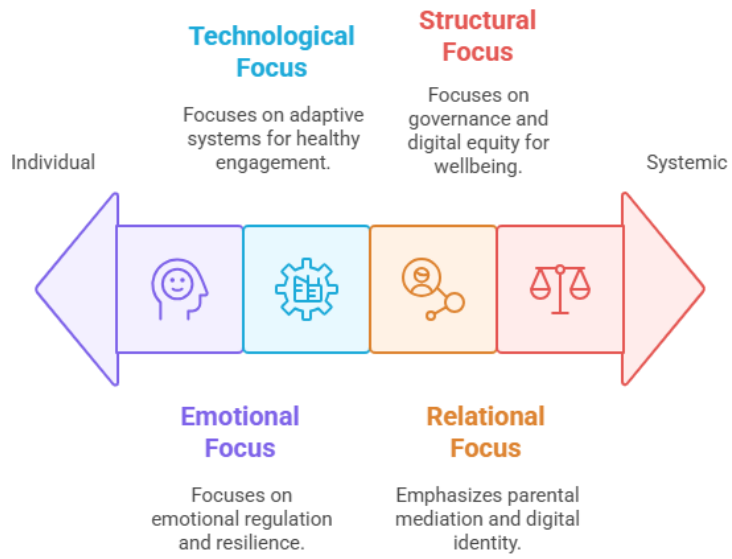 Technological
Focus
Focuses on adaptive
systems for healthy
engagement.
Structural
Focus
Focuses on
governance and
digital equity for
wellbeing.
Individual
Systemic
Emotional
Focus
Focuses on
emotional regulation
and resilience.
Relational
Focus
Emphasizes parental
mediation and digital
identity.